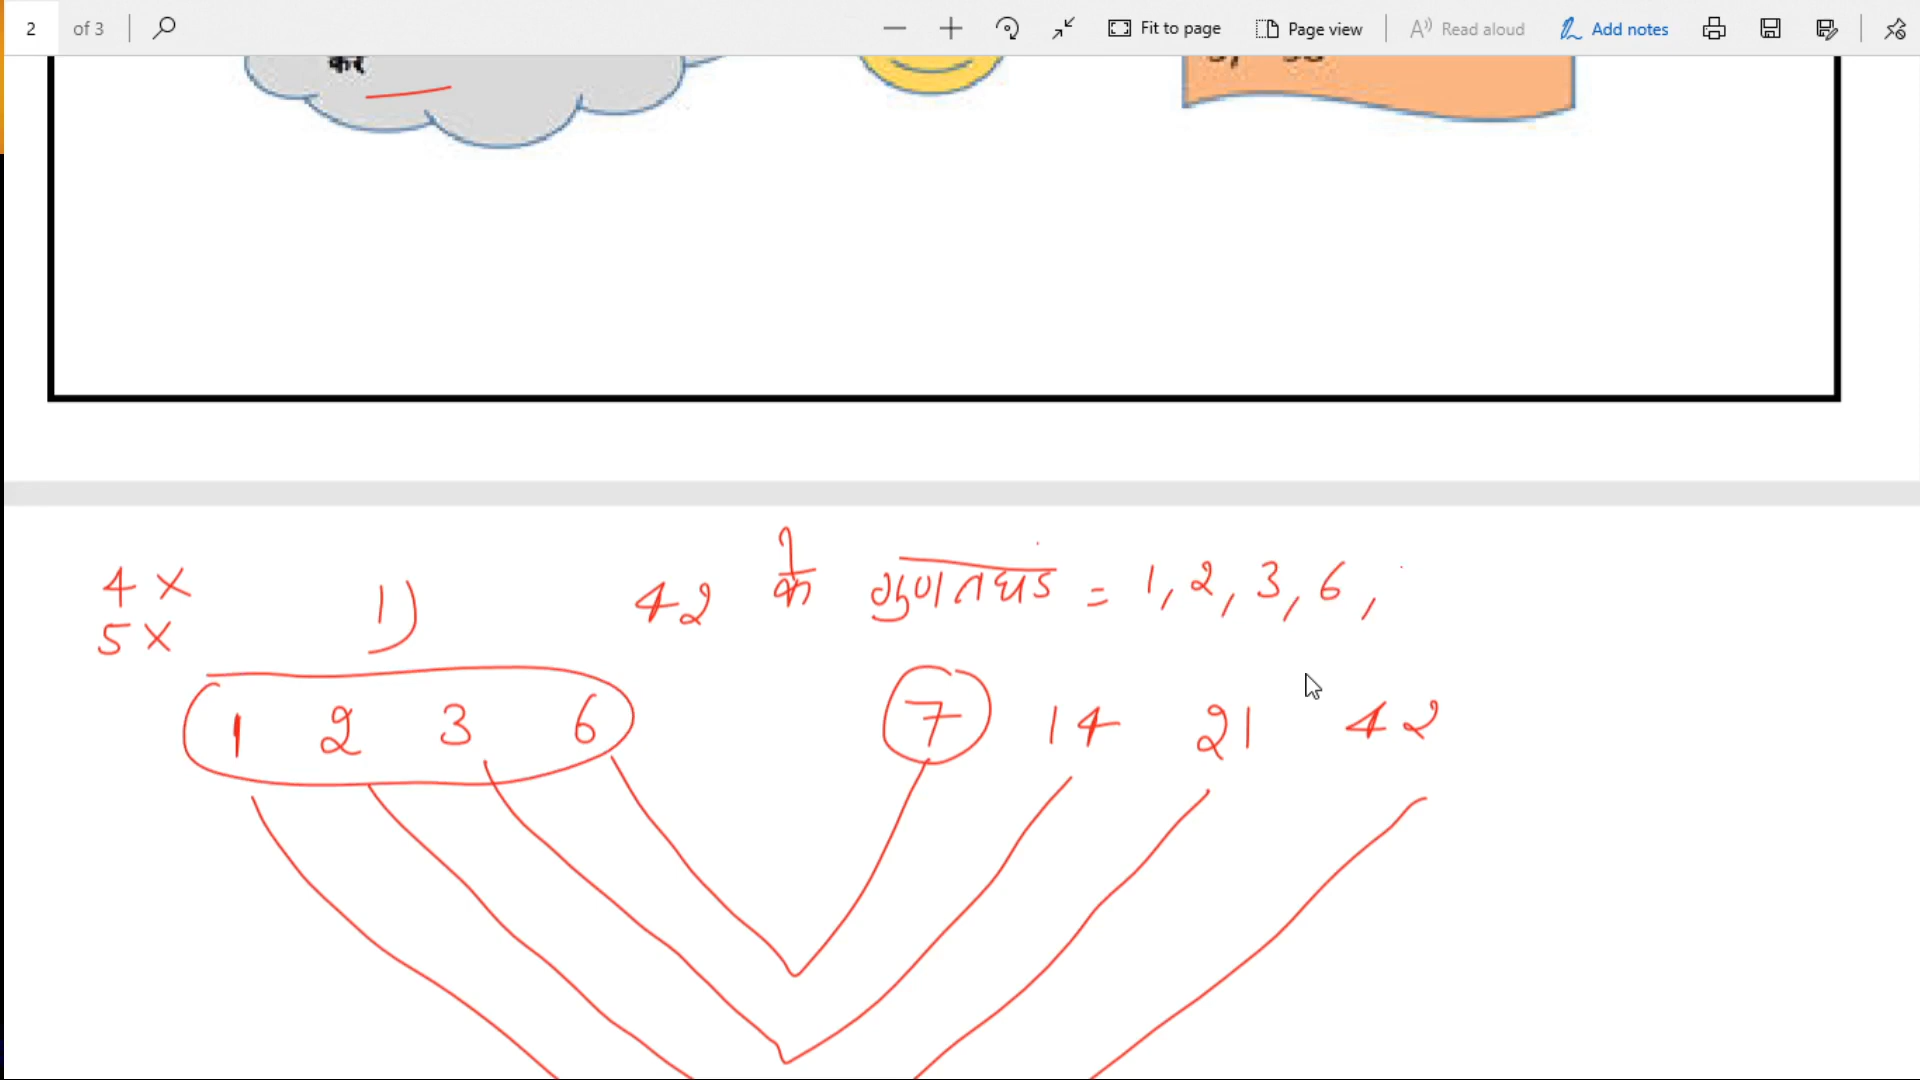 2 of 3 Fit to page Page view Read aloud Add notes
करे
4 X
5 X
1) 42 के गुणनखंड = 1, 2, 3, 6,
1 2 3 6 7 14 21 42